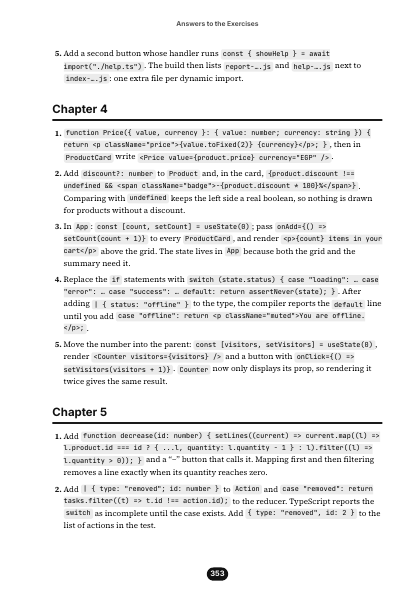 Answers to the Exercises
5. Add a second button whose handler runs const { showHelp } = await
import("./help.ts") . The build then lists report-….js and help-….js next to
index-….js : one extra file per dynamic import.
Chapter 4
1. function Price({ value, currency }: { value: number; currency: string }) {
return <p className="price">{value.toFixed(2)} {currency}</p>; } , then in
ProductCard write <Price value={product.price} currency="EGP" /> .
2. Add discount?: number to Product and, in the card, {product.discount !==
undefined && <span className="badge">-{product.discount * 100}%</span>} .
Comparing with undefined keeps the left side a real boolean, so nothing is drawn
for products without a discount.
3. In App : const [count, setCount] = useState(0) ; pass onAdd={() =>
setCount(count + 1)} to every ProductCard , and render <p>{count} items in your
cart</p> above the grid. The state lives in App because both the grid and the
summary need it.
4. Replace the if statements with switch (state.status) { case "loading": … case
"error": … case "success": … default: return assertNever(state); } . After
adding | { status: "offline" } to the type, the compiler reports the default line
until you add case "offline": return <p className="muted">You are offline.
</p>; .
5. Move the number into the parent: const [visitors, setVisitors] = useState(0) ,
render <Counter visitors={visitors} /> and a button with onClick={() =>
setVisitors(visitors + 1)} . Counter now only displays its prop, so rendering it
twice gives the same result.
Chapter 5
1. Add function decrease(id: number) { setLines((current) => current.map((l) =>
l.product.id === id ? { ...l, quantity: l.quantity - 1 } : l).filter((l) =>
l.quantity > 0)); } and a “–” button that calls it. Mapping first and then filtering
removes a line exactly when its quantity reaches zero.
2. Add | { type: "removed"; id: number } to Action and case "removed": return
tasks.filter((t) => t.id !== action.id); to the reducer. TypeScript reports the
switch as incomplete until the case exists. Add { type: "removed", id: 2 } to the
list of actions in the test.
353